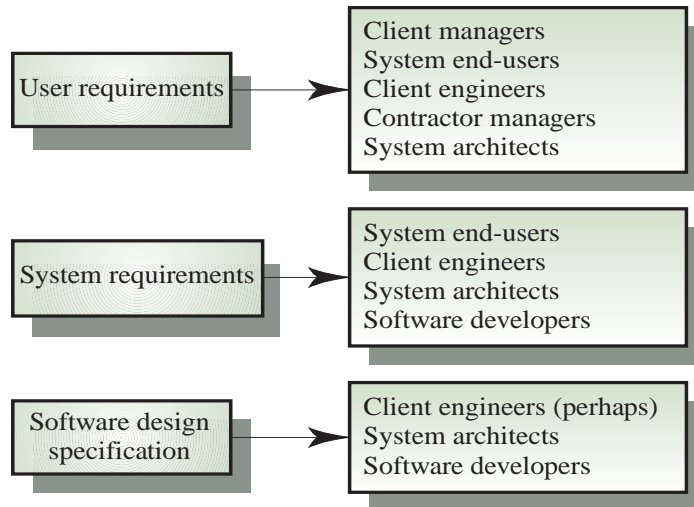 User requirements
Client managers
System end-users
Client engineers
Contractor managers
System architects
System requirements
System end-users
Client engineers
System architects
Software developers
Software design
specification
Client engineers (perhaps)
System architects
Software developers